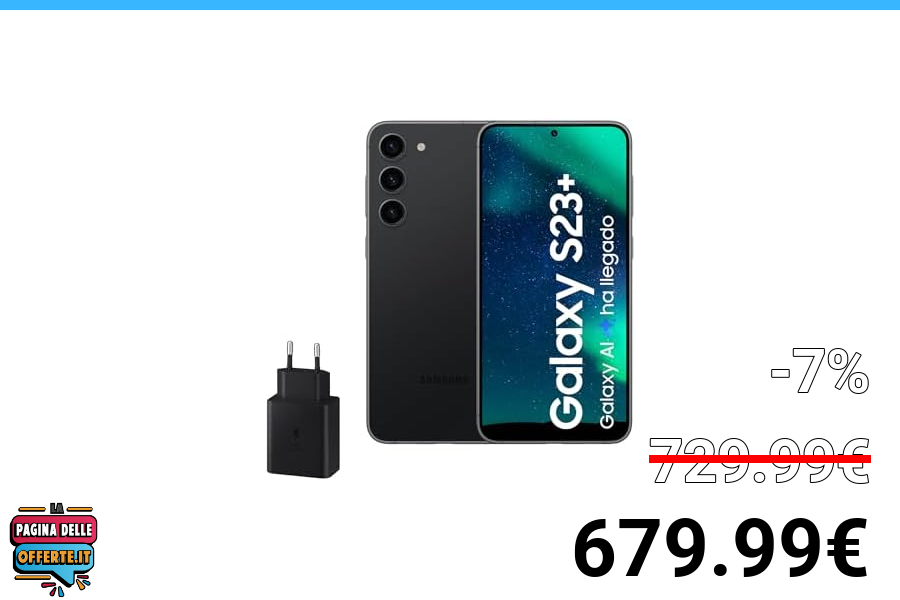 Galaxy S23+
Galaxy AI ha llegado
SAMSUNG
-7%
729.99€
679.99€
LA
PAGINA DELLE
OFFERTE.IT